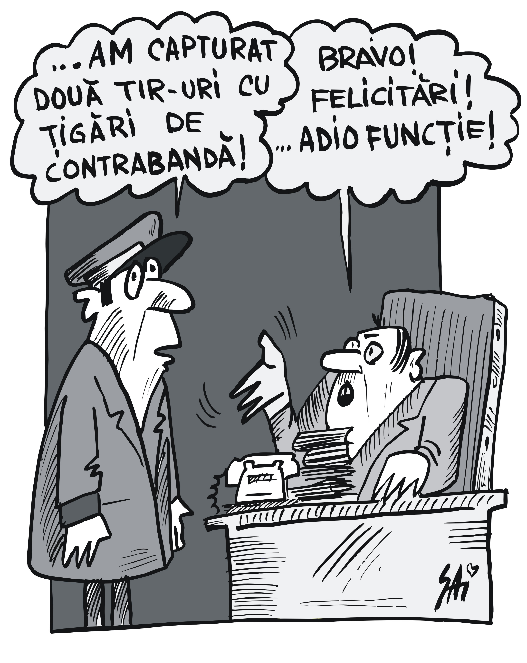 ...AM CAPTURAT
DOUĂ TIR-URI CU
ȚIGĂRI DE
CONTRABANDĂ!
BRAVO!
FELICITĂRI!
...ADIO FUNCȚIE!